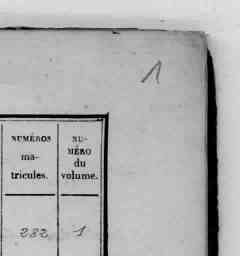 1
NUMÉROS
ma-
tricules.
NU-
MÉRO
du
volume.
232 1